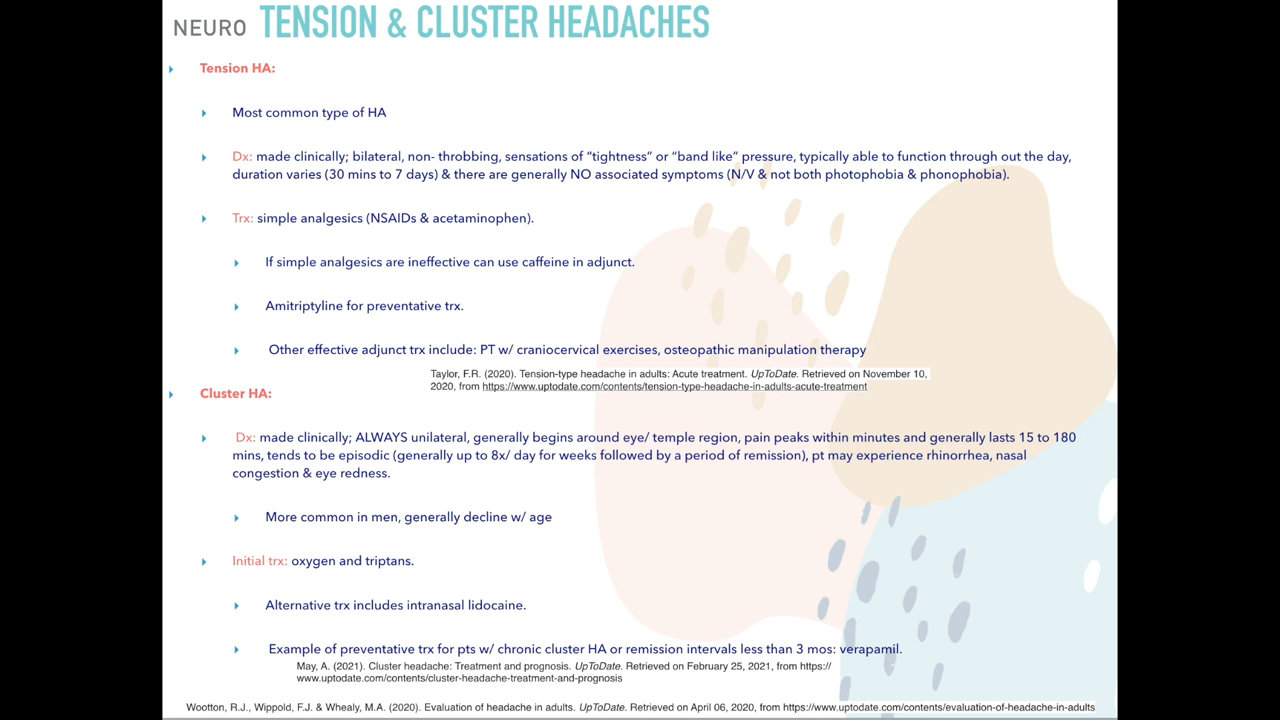 NEURO TENSION & CLUSTER HEADACHES
Tension HA:
Most common type of HA
Dx: made clinically; bilateral, non- throbbing, sensations of “tightness” or “band like” pressure, typically able to function through out the day,
duration varies (30 mins to 7 days) & there are generally NO associated symptoms (N/V & not both photophobia & phonophobia).
Trx: simple analgesics (NSAIDs & acetaminophen).
If simple analgesics are ineffective can use caffeine in adjunct.
Amitriptyline for preventative trx.
Other effective adjunct trx include: PT w/ craniocervical exercises, osteopathic manipulation therapy
Taylor, F.R. (2020). Tension-type headache in adults: Acute treatment. UpToDate. Retrieved on November 10,
2020, from https://www.uptodate.com/contents/tension-type-headache-in-adults-acute-treatment
Cluster HA:
Dx: made clinically; ALWAYS unilateral, generally begins around eye/ temple region, pain peaks within minutes and generally lasts 15 to 180
mins, tends to be episodic (generally up to 8x/ day for weeks followed by a period of remission), pt may experience rhinorrhea, nasal
congestion & eye redness.
More common in men, generally decline w/ age
Initial trx: oxygen and triptans.
Alternative trx includes intranasal lidocaine.
Example of preventative trx for pts w/ chronic cluster HA or remission intervals less than 3 mos: verapamil.
May, A. (2021). Cluster headache: Treatment and prognosis. UpToDate. Retrieved on February 25, 2021, from https://
www.uptodate.com/contents/cluster-headache-treatment-and-prognosis
Wootton, R.J., Wippold, F.J. & Whealy, M.A. (2020). Evaluation of headache in adults. UpToDate. Retrieved on April 06, 2020, from https://www.uptodate.com/contents/evaluation-of-headache-in-adults